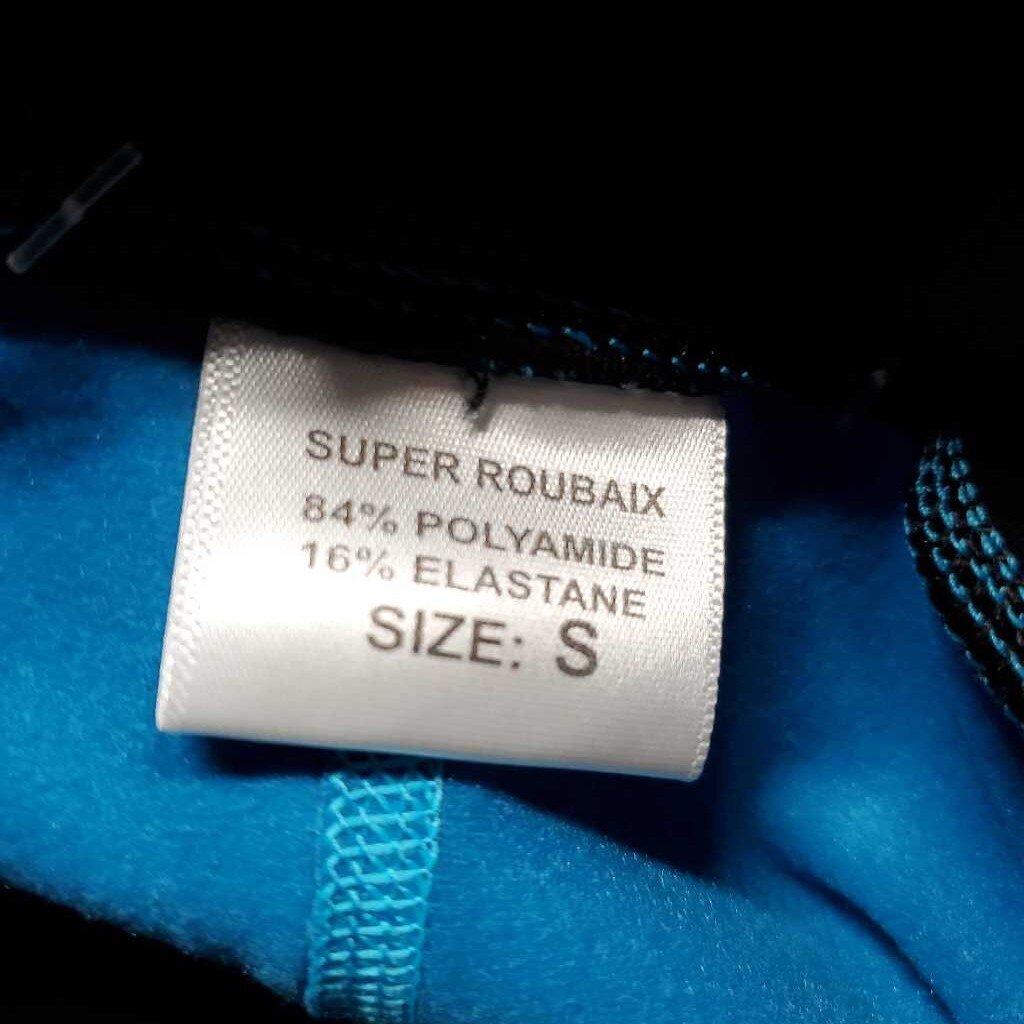 SUPER ROUBAIX
84% POLYAMIDE
16% ELASTANE
SIZE: S